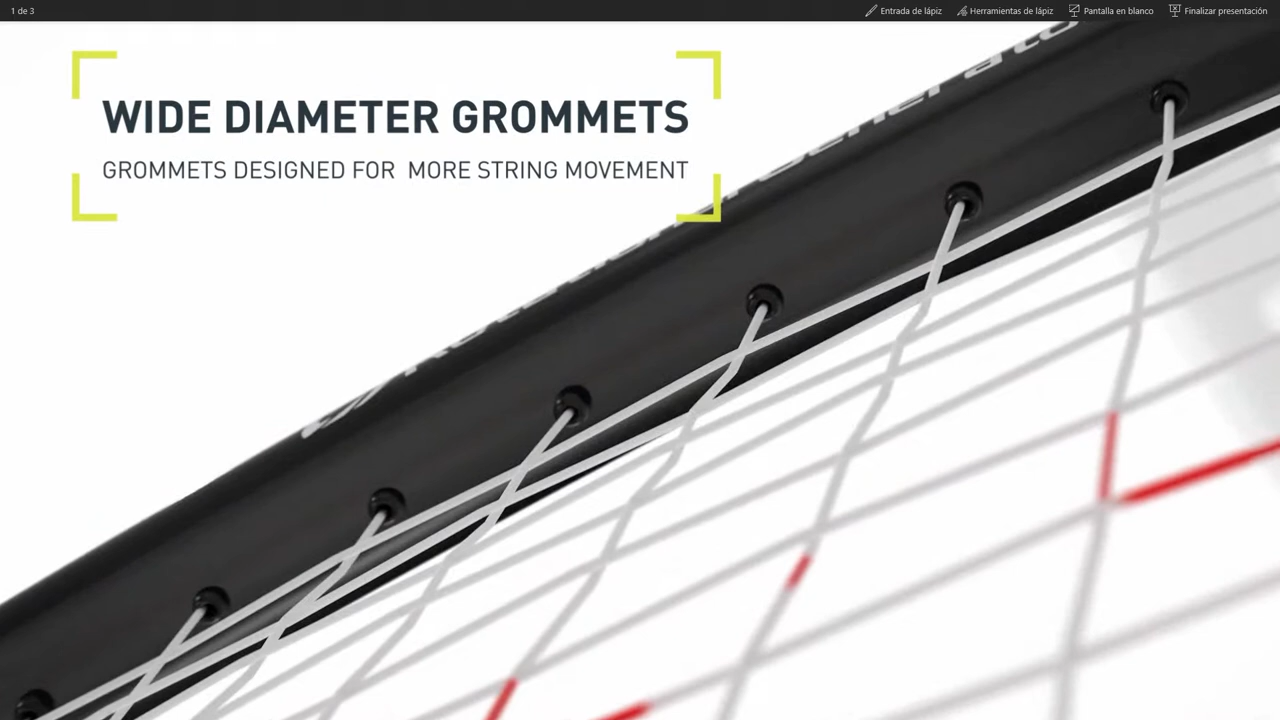 1 de 3
Entrada de lápiz
Herramientas de lápiz
Pantalla en blanco
Finalizar presentación
WIDE DIAMETER GROMMETS
GROMMETS DESIGNED FOR MORE STRING MOVEMENT